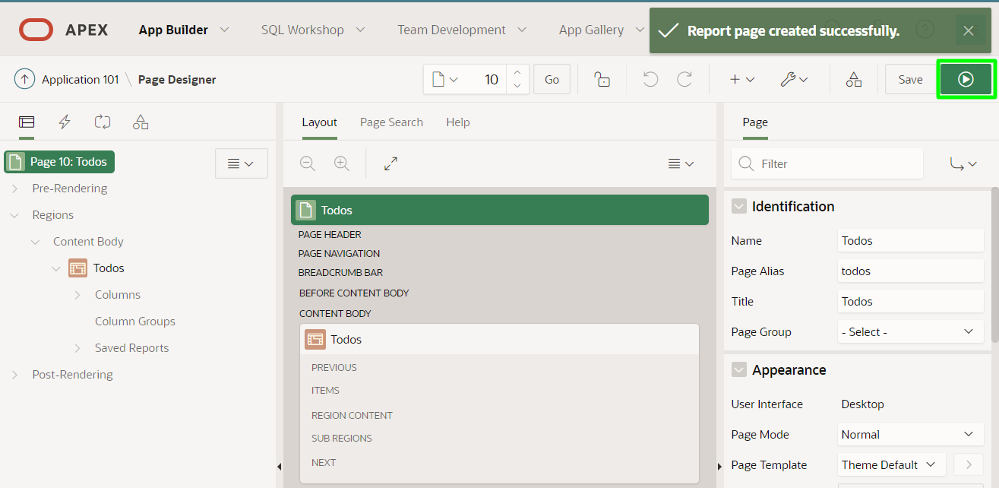 APEX
App Builder
SQL Workshop
Team Development
App Gallery
Report page created successfully.
Application 101 \ Page Designer
10
Go
Save
Layout
Page Search
Help
Page
Page 10: Todos
Pre-Rendering
Regions
Content Body
Todos
Columns
Column Groups
Saved Reports
Post-Rendering
Todos
PAGE HEADER
PAGE NAVIGATION
BREADCRUMB BAR
BEFORE CONTENT BODY
CONTENT BODY
Todos
PREVIOUS
ITEMS
REGION CONTENT
SUB REGIONS
NEXT
Filter
Identification
Name Todos
Page Alias todos
Title Todos
Page Group - Select -
Appearance
User Interface Desktop
Page Mode Normal
Page Template Theme Default